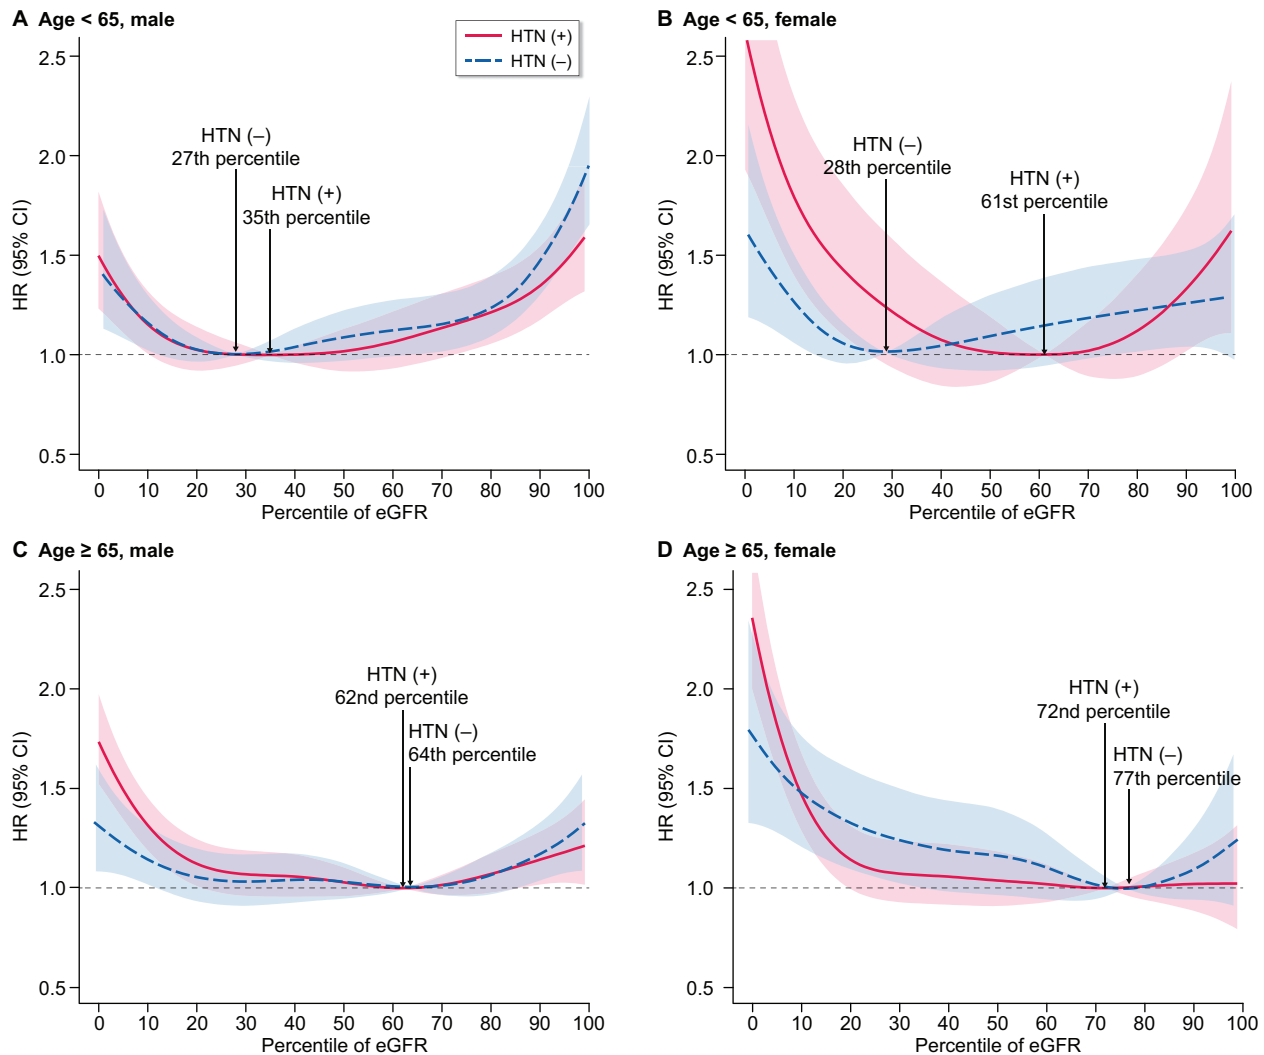 A Age < 65, male
HTN (+)
HTN (–)
HR (95% CI)
2.5
2.0
1.5
1.0
0.5
HTN (–)
27th percentile
HTN (+)
35th percentile
0 10 20 30 40 50 60 70 80 90 100
Percentile of eGFR
B Age < 65, female
HR (95% CI)
2.5
2.0
1.5
1.0
0.5
HTN (–)
28th percentile
HTN (+)
61st percentile
0 10 20 30 40 50 60 70 80 90 100
Percentile of eGFR
C Age ≥ 65, male
HR (95% CI)
2.5
2.0
1.5
1.0
0.5
HTN (+)
62nd percentile
HTN (–)
64th percentile
0 10 20 30 40 50 60 70 80 90 100
Percentile of eGFR
D Age ≥ 65, female
HR (95% CI)
2.5
2.0
1.5
1.0
0.5
HTN (+)
72nd percentile
HTN (–)
77th percentile
0 10 20 30 40 50 60 70 80 90 100
Percentile of eGFR